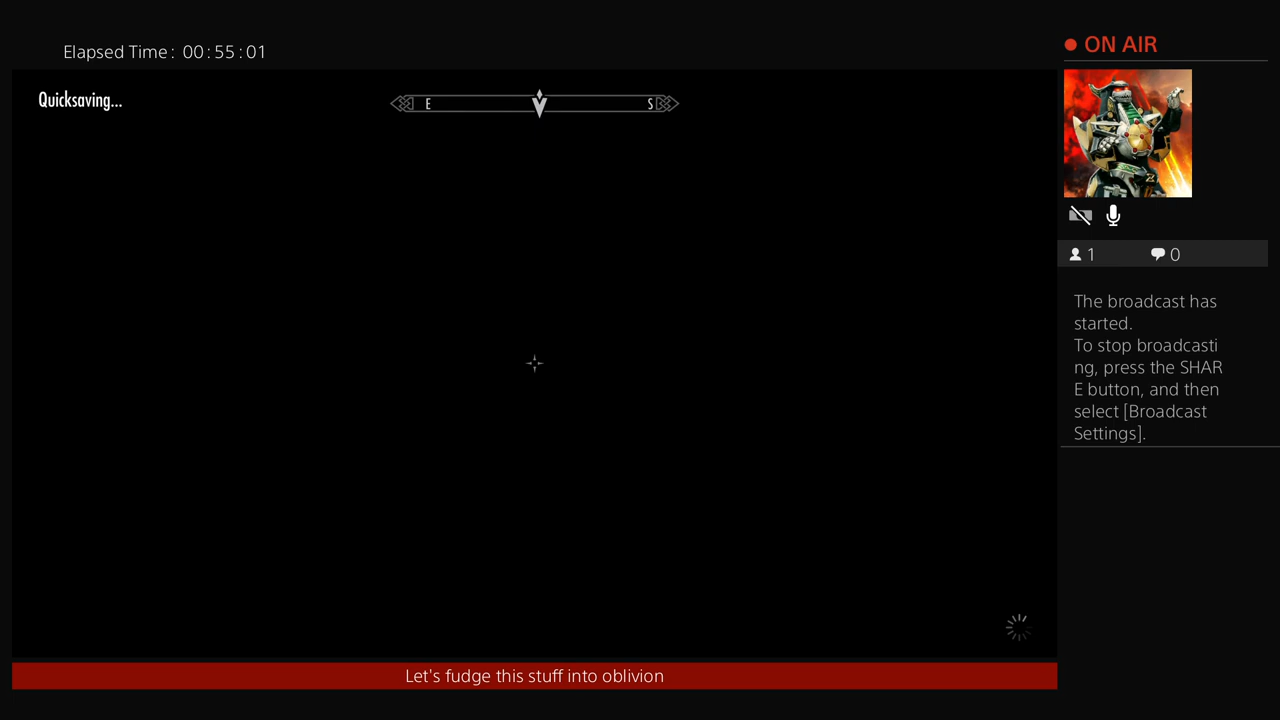 Elapsed Time: 00:55:01
ON AIR
Quicksaving...
E S
1 0
The broadcast has
started.
To stop broadcasti
ng, press the SHAR
E button, and then
select [Broadcast
Settings].
Let's fudge this stuff into oblivion